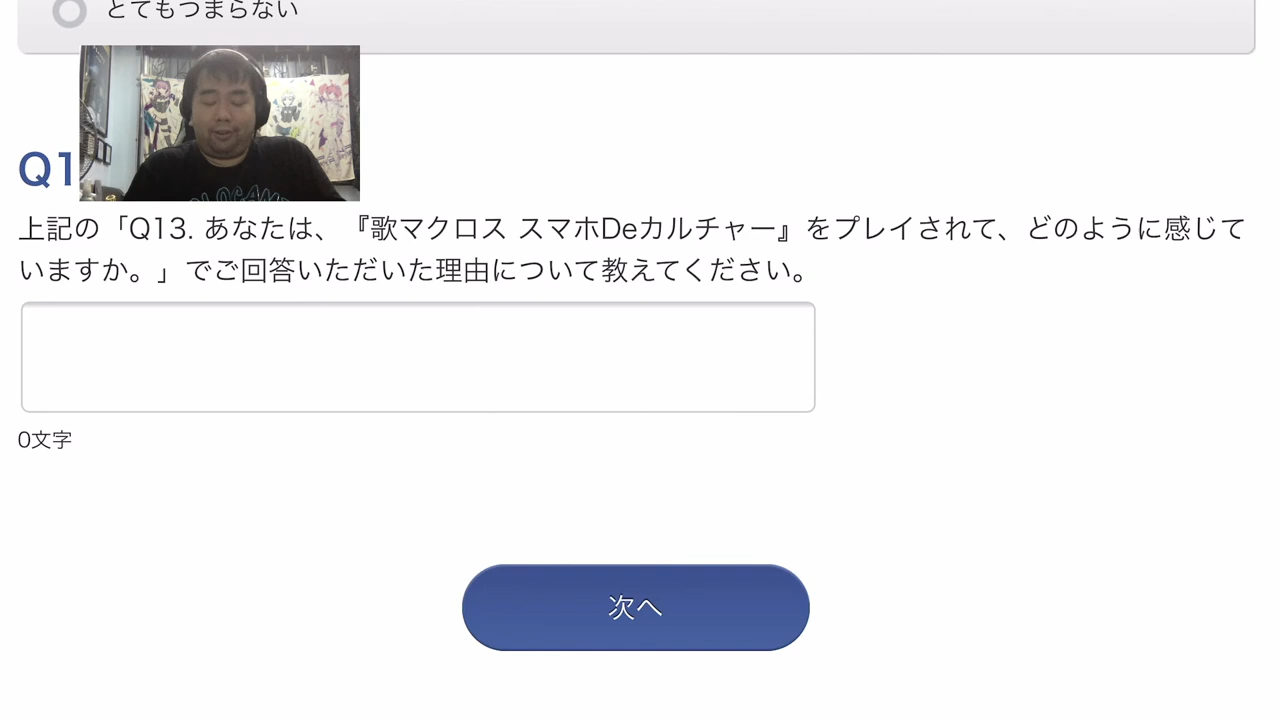 とてもつまらない
Q1
上記の「Q13. あなたは、『歌マクロス スマホDeカルチャー』をプレイされて、どのように感じて
いますか。」でご回答いただいた理由について教えてください。
0文字
次へ